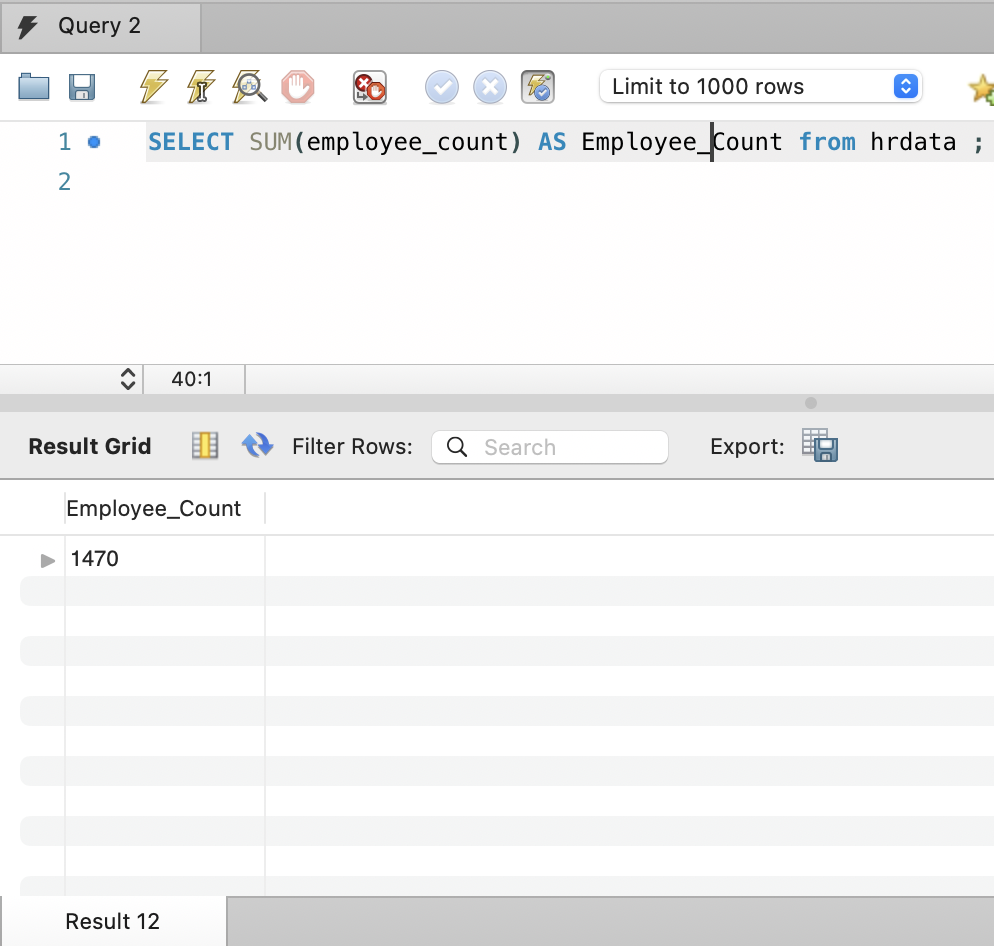 Query 2
Limit to 1000 rows
1 SELECT SUM(employee_count) AS Employee_Count from hrdata ;
2
40:1
Result Grid Filter Rows: Search Export:
Employee_Count
1470
Result 12